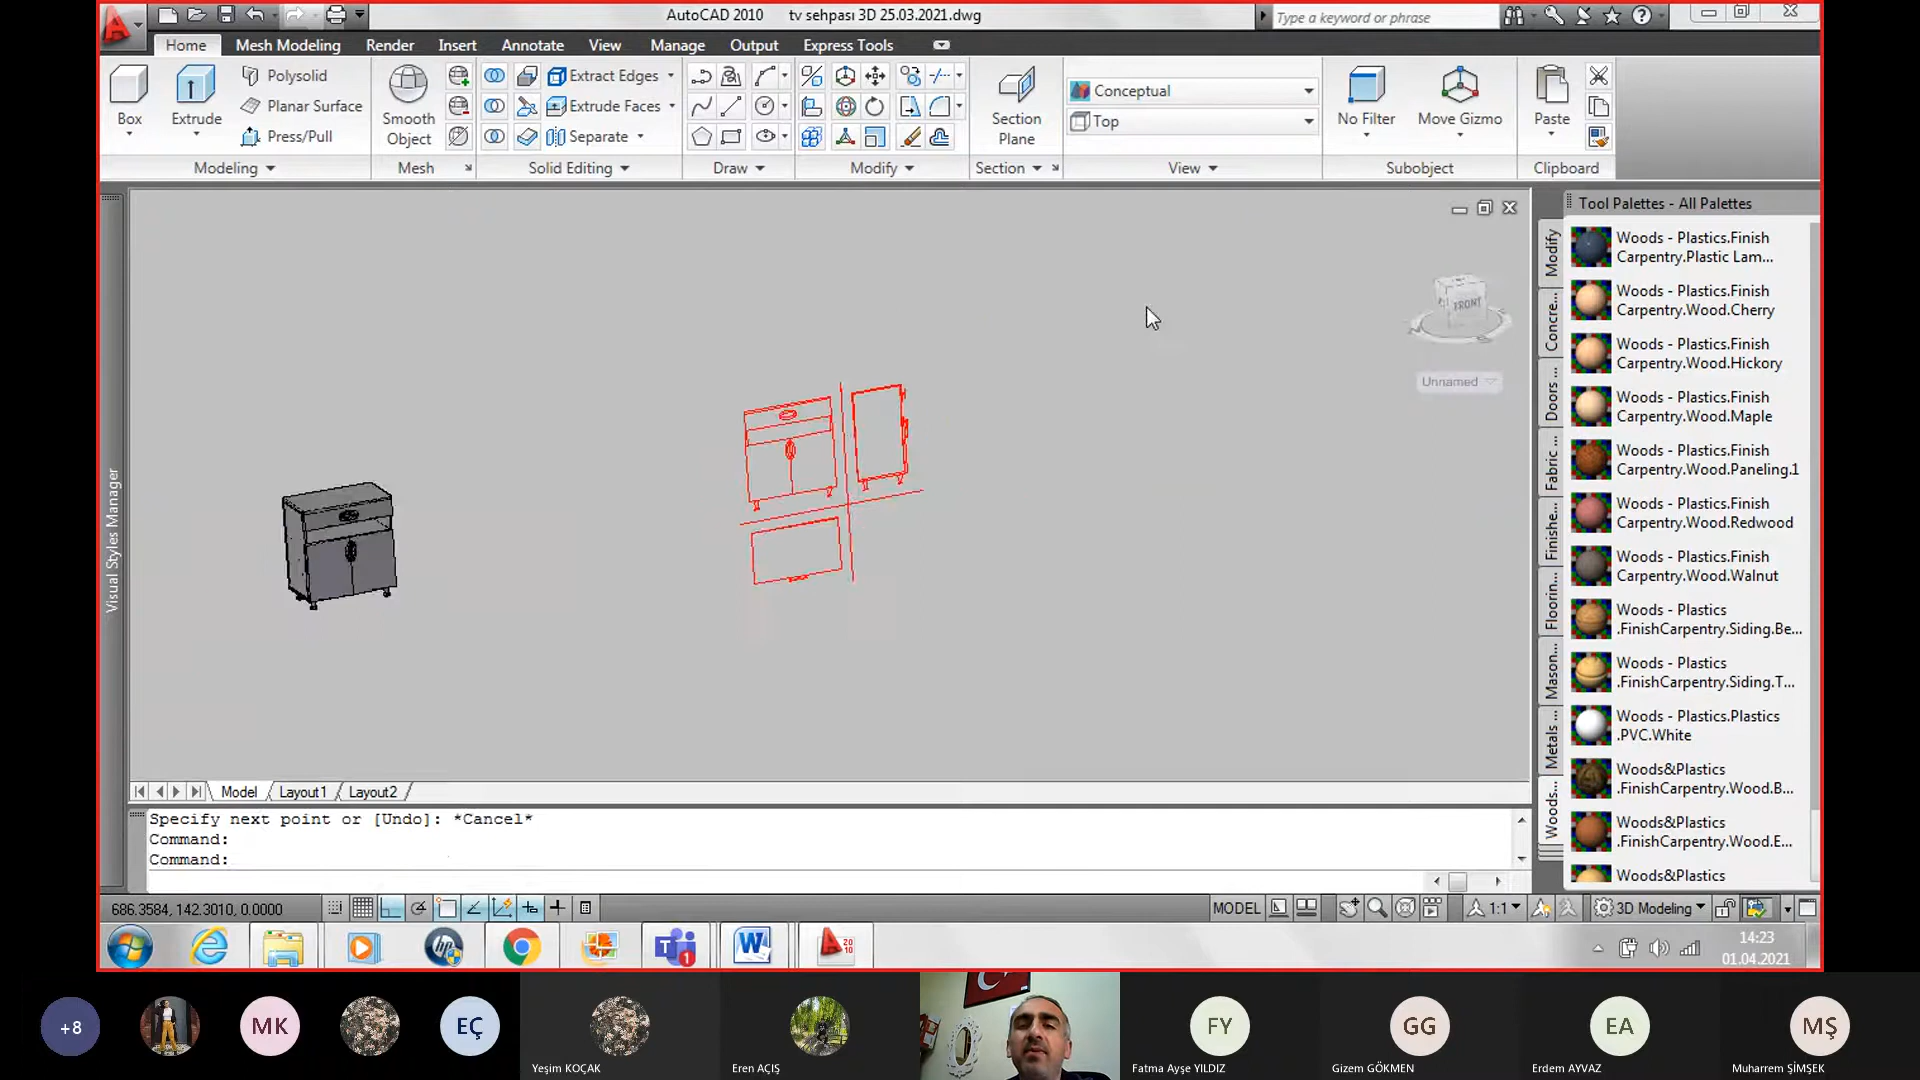 AutoCAD 2010 tv sehpası 3D 25.03.2021.dwg
Type a keyword or phrase
Home Mesh Modeling Render Insert Annotate View Manage Output Express Tools
Box
Extrude
Polysolid
Planar Surface
Press/Pull
Modeling
Smooth
Object
Mesh
Extract Edges
Extrude Faces
Separate
Solid Editing
Draw
Modify
Section
Plane
Section
Conceptual
Top
View
No Filter
Move Gizmo
Subobject
Paste
Clipboard
Visual Styles Manager
FRONT
Unnamed
Tool Palettes - All Palettes
Modify
Concre...
Doors ...
Fabric ...
Finishe...
Floorin...
Mason...
Metals ...
Woods...
Woods - Plastics.Finish
Carpentry.Plastic Lam...
Woods - Plastics.Finish
Carpentry.Wood.Cherry
Woods - Plastics.Finish
Carpentry.Wood.Hickory
Woods - Plastics.Finish
Carpentry.Wood.Maple
Woods - Plastics.Finish
Carpentry.Wood.Paneling.1
Woods - Plastics.Finish
Carpentry.Wood.Redwood
Woods - Plastics.Finish
Carpentry.Wood.Walnut
Woods - Plastics
.FinishCarpentry.Siding.Be...
Woods - Plastics
.FinishCarpentry.Siding.T...
Woods - Plastics.Plastics
.PVC.White
Woods&Plastics
.FinishCarpentry.Wood.B...
Woods&Plastics
.FinishCarpentry.Wood.E...
Woods&Plastics
Model Layout1 Layout2
Specify next point or [Undo]: *Cancel*
Command:
Command:
686.3584, 142.3010, 0.0000
MODEL
1:1
3D Modeling
14:23
01.04.2021
+8
MK
EÇ
Yeşim KOÇAK
Eren AÇIŞ
FY
Fatma Ayşe YILDIZ
GG
Gizem GÖKMEN
EA
Erdem AYVAZ
MŞ
Muharrem ŞİMŞEK